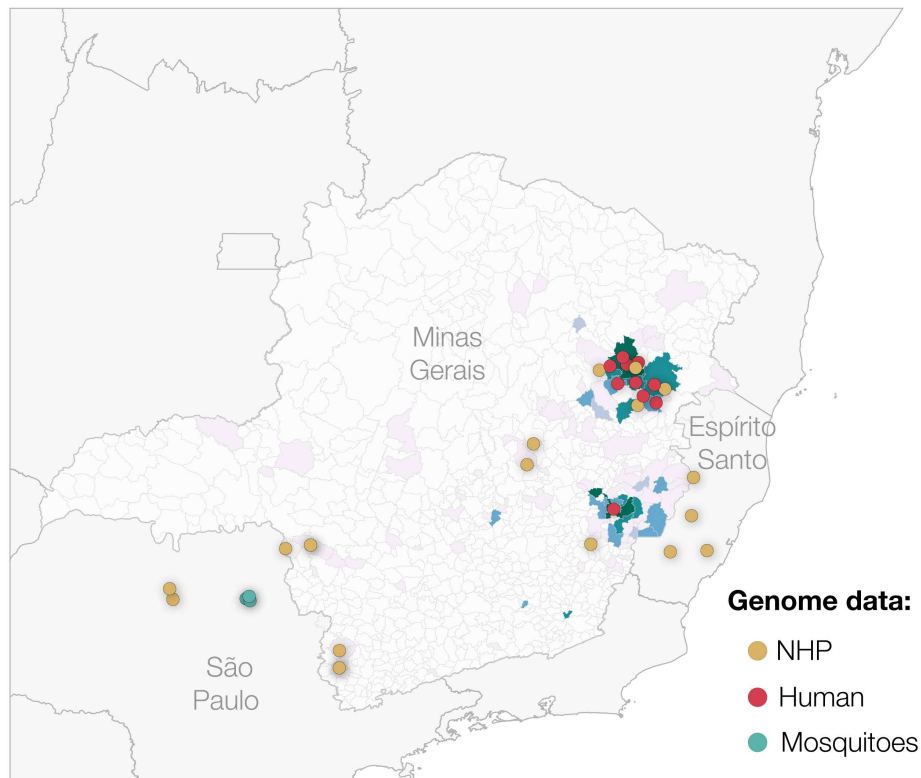 Minas
Gerais
Espírito
Santo
São
Paulo
Genome data:
NHP
Human
Mosquitoes